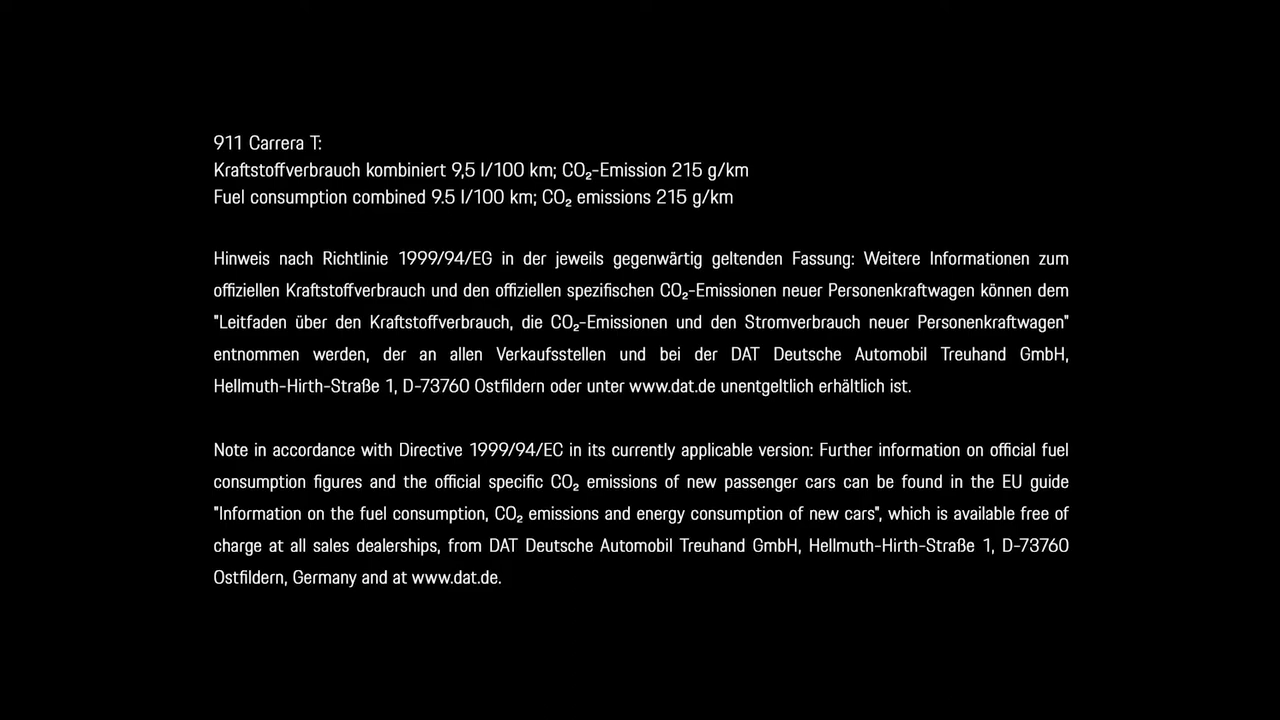 911 Carrera T:
Kraftstoffverbrauch kombiniert 9,5 l/100 km; CO₂-Emission 215 g/km
Fuel consumption combined 9.5 l/100 km; CO₂ emissions 215 g/km
Hinweis nach Richtlinie 1999/94/EG in der jeweils gegenwärtig geltenden Fassung: Weitere Informationen zum
offiziellen Kraftstoffverbrauch und den offiziellen spezifischen CO₂-Emissionen neuer Personenkraftwagen können dem
"Leitfaden über den Kraftstoffverbrauch, die CO₂-Emissionen und den Stromverbrauch neuer Personenkraftwagen"
entnommen werden, der an allen Verkaufsstellen und bei der DAT Deutsche Automobil Treuhand GmbH,
Hellmuth-Hirth-Straße 1, D-73760 Ostfildern oder unter www.dat.de unentgeltlich erhältlich ist.
Note in accordance with Directive 1999/94/EC in its currently applicable version: Further information on official fuel
consumption figures and the official specific CO₂ emissions of new passenger cars can be found in the EU guide
"Information on the fuel consumption, CO₂ emissions and energy consumption of new cars", which is available free of
charge at all sales dealerships, from DAT Deutsche Automobil Treuhand GmbH, Hellmuth-Hirth-Straße 1, D-73760
Ostfildern, Germany and at www.dat.de.